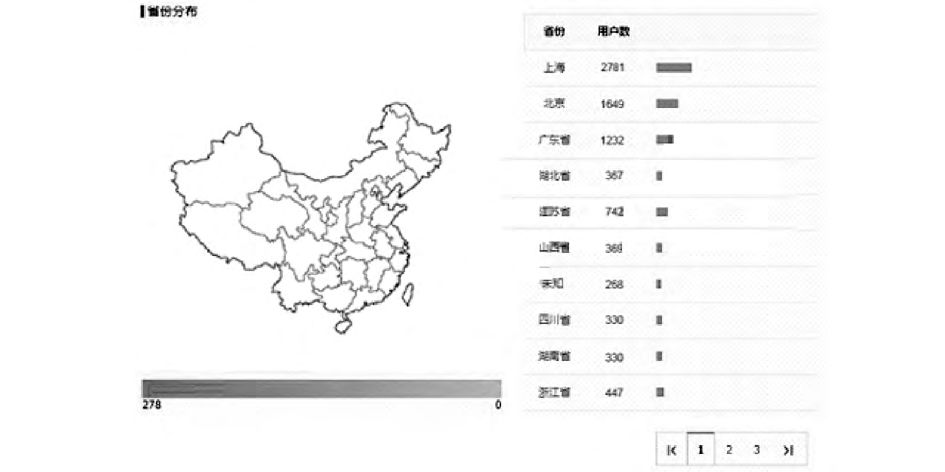 省份分布
省份 用户数
上海 2781
北京 1649
广东省 1232
湖北省 367
江苏省 742
山西省 369
未知 268
四川省 330
湖南省 330
浙江省 447
278 0
1 2 3